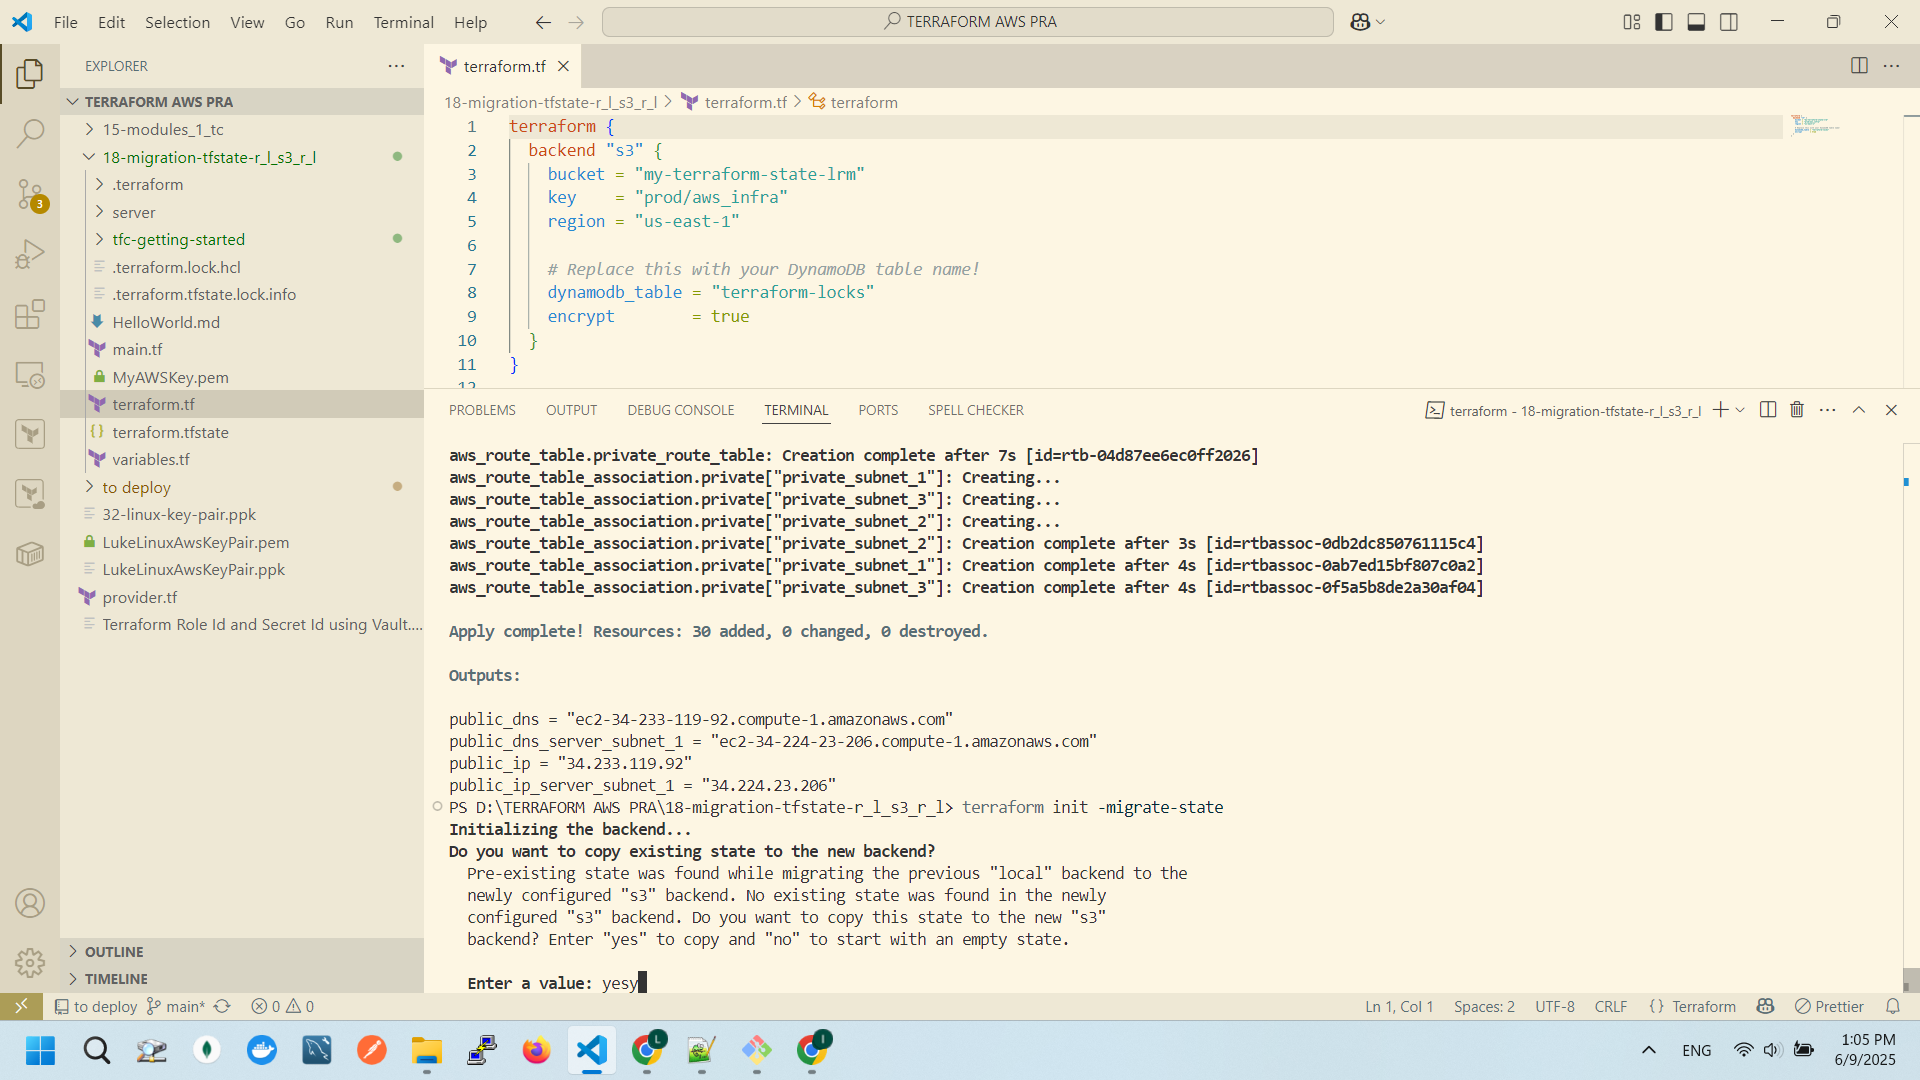 File Edit Selection View Go Run Terminal Help
TERRAFORM AWS PRA
EXPLORER
TERRAFORM AWS PRA
15-modules_1_tc
18-migration-tfstate-r_l_s3_r_l
.terraform
server
tfc-getting-started
.terraform.lock.hcl
.terraform.tfstate.lock.info
HelloWorld.md
main.tf
MyAWSKey.pem
terraform.tf
terraform.tfstate
variables.tf
to deploy
32-linux-key-pair.ppk
LukeLinuxAwsKeyPair.pem
LukeLinuxAwsKeyPair.ppk
provider.tf
Terraform Role Id and Secret Id using Vault....
OUTLINE
TIMELINE
3
terraform.tf
18-migration-tfstate-r_l_s3_r_l > terraform.tf > terraform
1 terraform {
2 backend "s3" {
3 bucket = "my-terraform-state-lrm"
4 key    = "prod/aws_infra"
5 region = "us-east-1"
6
7 # Replace this with your DynamoDB table name!
8 dynamodb_table = "terraform-locks"
9 encrypt        = true
10 }
11 }
12
PROBLEMS OUTPUT DEBUG CONSOLE TERMINAL PORTS SPELL CHECKER
terraform - 18-migration-tfstate-r_l_s3_r_l
aws_route_table.private_route_table: Creation complete after 7s [id=rtb-04d87ee6ec0ff2026]
aws_route_table_association.private["private_subnet_1"]: Creating...
aws_route_table_association.private["private_subnet_3"]: Creating...
aws_route_table_association.private["private_subnet_2"]: Creating...
aws_route_table_association.private["private_subnet_2"]: Creation complete after 3s [id=rtbassoc-0db2dc850761115c4]
aws_route_table_association.private["private_subnet_1"]: Creation complete after 4s [id=rtbassoc-0ab7ed15bf807c0a2]
aws_route_table_association.private["private_subnet_3"]: Creation complete after 4s [id=rtbassoc-0f5a5b8de2a30af04]
Apply complete! Resources: 30 added, 0 changed, 0 destroyed.
Outputs:
public_dns = "ec2-34-233-119-92.compute-1.amazonaws.com"
public_dns_server_subnet_1 = "ec2-34-224-23-206.compute-1.amazonaws.com"
public_ip = "34.233.119.92"
public_ip_server_subnet_1 = "34.224.23.206"
PS D:\TERRAFORM AWS PRA\18-migration-tfstate-r_l_s3_r_l> terraform init -migrate-state
Initializing the backend...
Do you want to copy existing state to the new backend?
Pre-existing state was found while migrating the previous "local" backend to the
newly configured "s3" backend. No existing state was found in the newly
configured "s3" backend. Do you want to copy this state to the new "s3"
backend? Enter "yes" to copy and "no" to start with an empty state.
Enter a value: yesy
to deploy main* 0 0
Ln 1, Col 1 Spaces: 2 UTF-8 CRLF {} Terraform Prettier
L
I
ENG
1:05 PM
6/9/2025